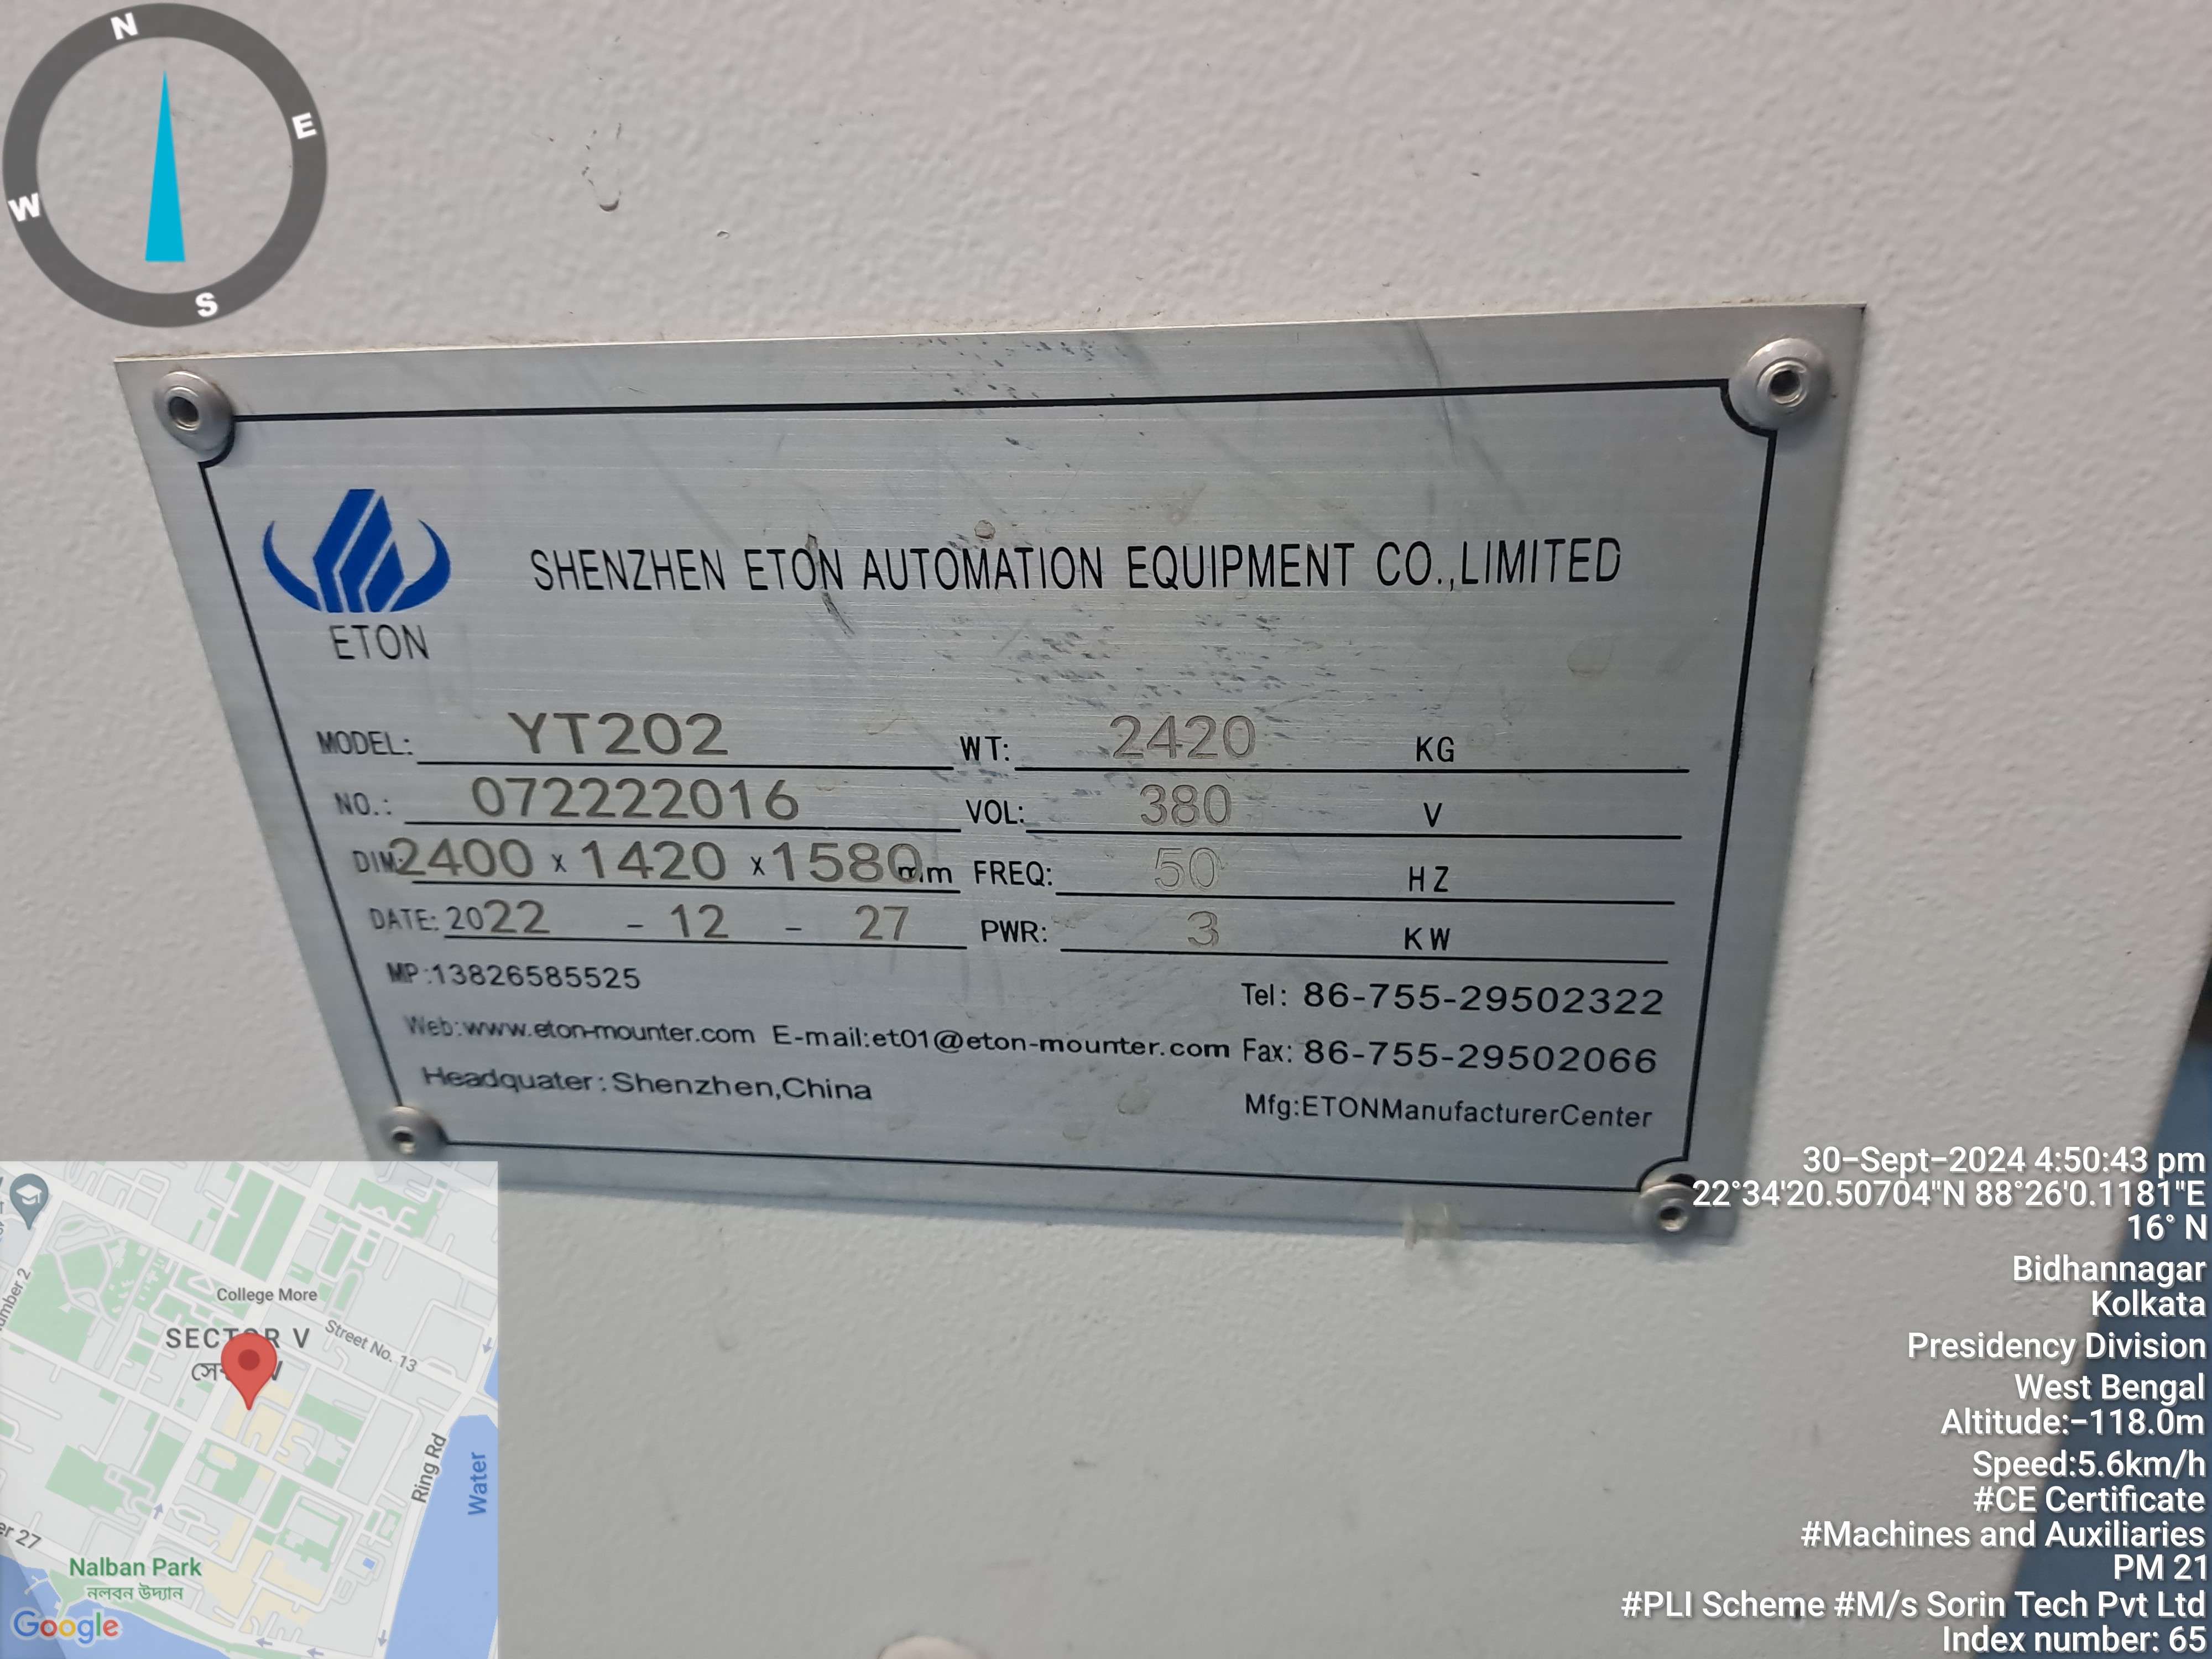 N
E
W
S
ETON
SHENZHEN ETON AUTOMATION EQUIPMENT CO.,LIMITED
MODEL: YT202 WT: 2420 KG
NO.: 072222016 VOL: 380 V
DIM: 2400 x 1420 x 1580 mm FREQ: 50 HZ
DATE: 2022 - 12 - 27 PWR: 3 KW
MP:13826585525
Tel: 86-755-29502322
Web:www.eton-mounter.com E-mail:et01@eton-mounter.com Fax: 86-755-29502066
Headquater:Shenzhen,China
Mfg:ETONManufacturerCenter
30-Sept-2024 4:50:43 pm
22°34'20.50704"N 88°26'0.1181"E
16° N
Bidhannagar
Kolkata
Presidency Division
West Bengal
Altitude:-118.0m
Speed:5.6km/h
#CE Certificate
#Machines and Auxiliaries
PM 21
#PLI Scheme #M/s Sorin Tech Pvt Ltd
Index number: 65
College More
SECTOR V
Street No. 13
Ring Rd
Water
27
Nalban Park
নলবন উদ্যান
Google